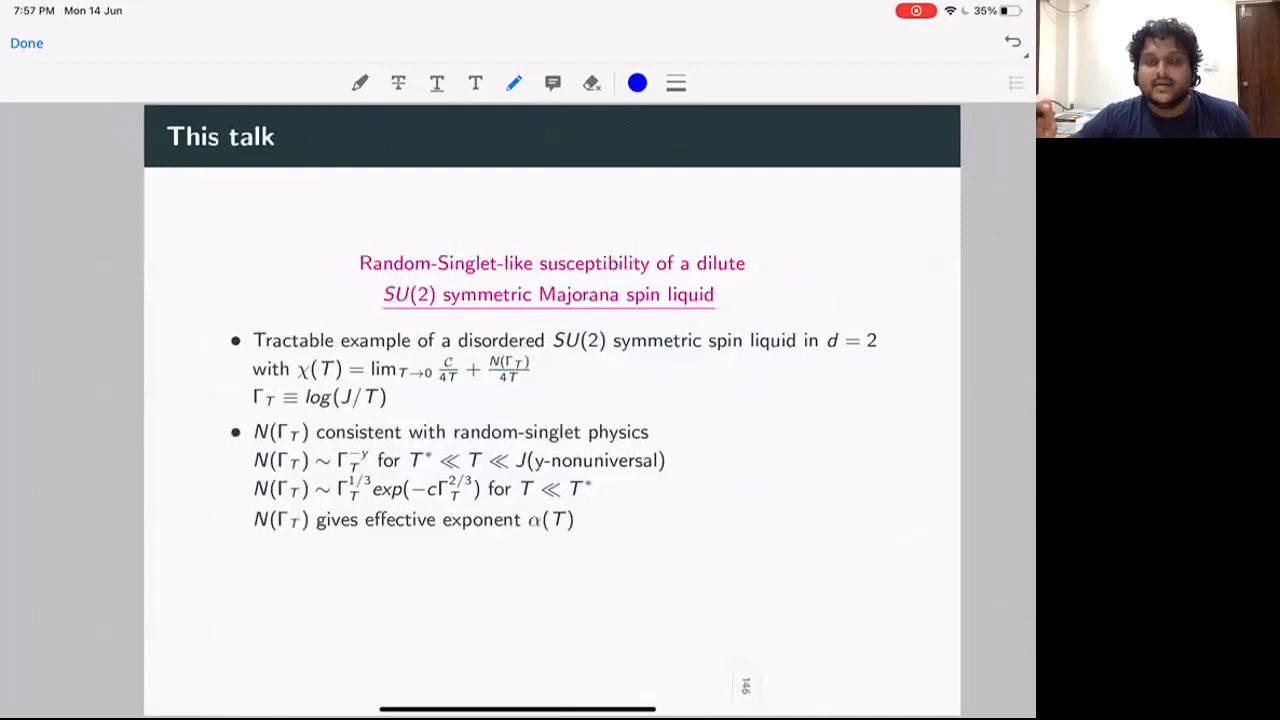 7:57 PM Mon 14 Jun
35%
Done
T T T
This talk
Random-Singlet-like susceptibility of a dilute
SU(2) symmetric Majorana spin liquid
• Tractable example of a disordered SU(2) symmetric spin liquid in d = 2
with χ(T) = lim_{T→0} C/4T + N(Γ_T)/4T
Γ_T ≡ log(J/T)
• N(Γ_T) consistent with random-singlet physics
N(Γ_T) ∼ Γ_T^{-y} for T* ≪ T ≪ J(y-nonuniversal)
N(Γ_T) ∼ Γ_T^{1/3} exp(−cΓ_T^{2/3}) for T ≪ T*
N(Γ_T) gives effective exponent α(T)
146